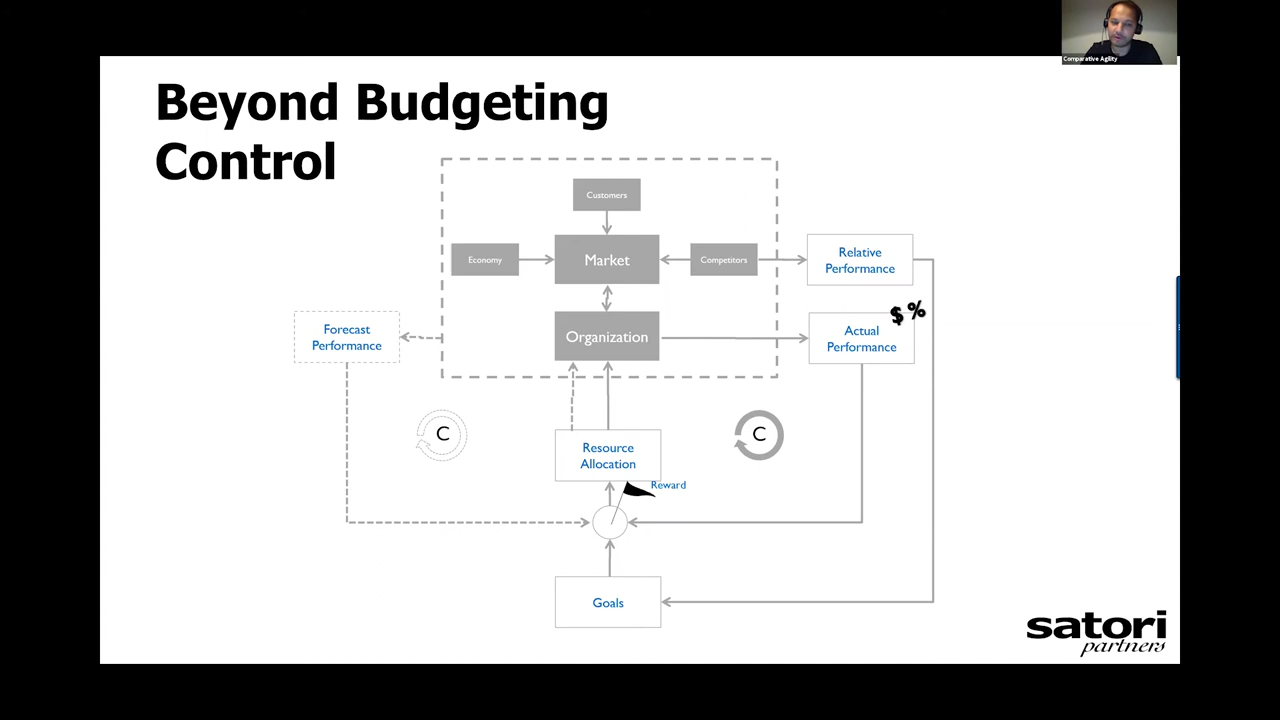 Comparative Agility
Beyond Budgeting
Control
Customers
Economy
Market
Competitors
Relative
Performance
Forecast
Performance
Organization
$ %
Actual
Performance
C
C
Resource
Allocation
Reward
Goals
satori
partners